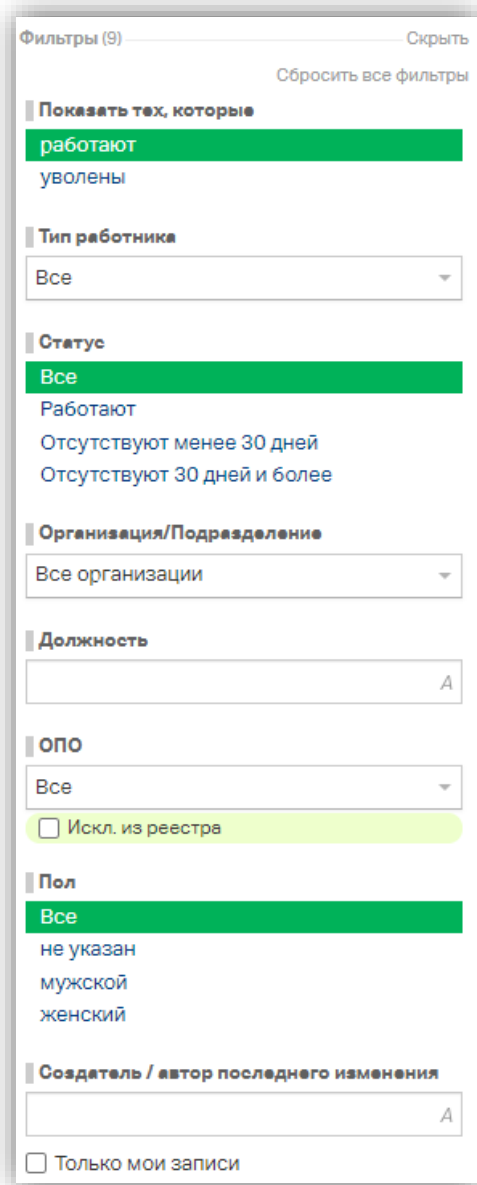 Фильтры (9) Скрыть
Сбросить все фильтры
Показать тех, которые
работают
уволены
Тип работника
Все
Статус
Все
Работают
Отсутствуют менее 30 дней
Отсутствуют 30 дней и более
Организация/Подразделение
Все организации
Должность
A
ОПО
Все
Искл. из реестра
Пол
Все
не указан
мужской
женский
Создатель / автор последнего изменения
A
Только мои записи